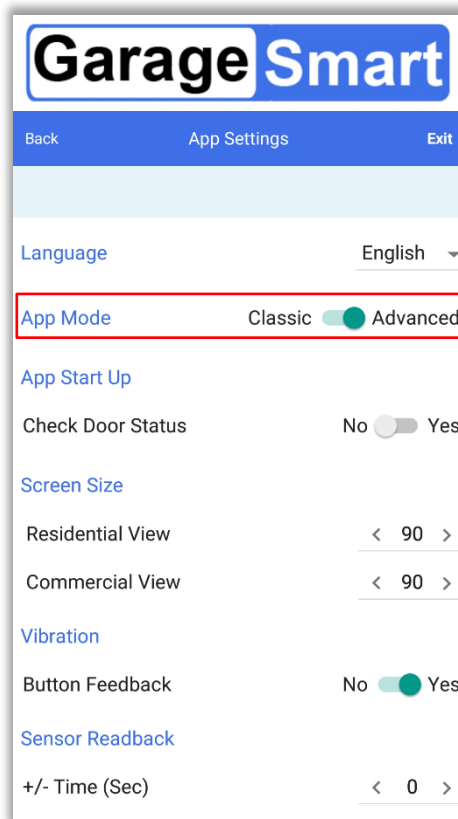 Garage Smart
Back App Settings Exit
Language English
App Mode Classic Advanced
App Start Up
Check Door Status No Yes
Screen Size
Residential View < 90 >
Commercial View < 90 >
Vibration
Button Feedback No Yes
Sensor Readback
+/- Time (Sec) < 0 >